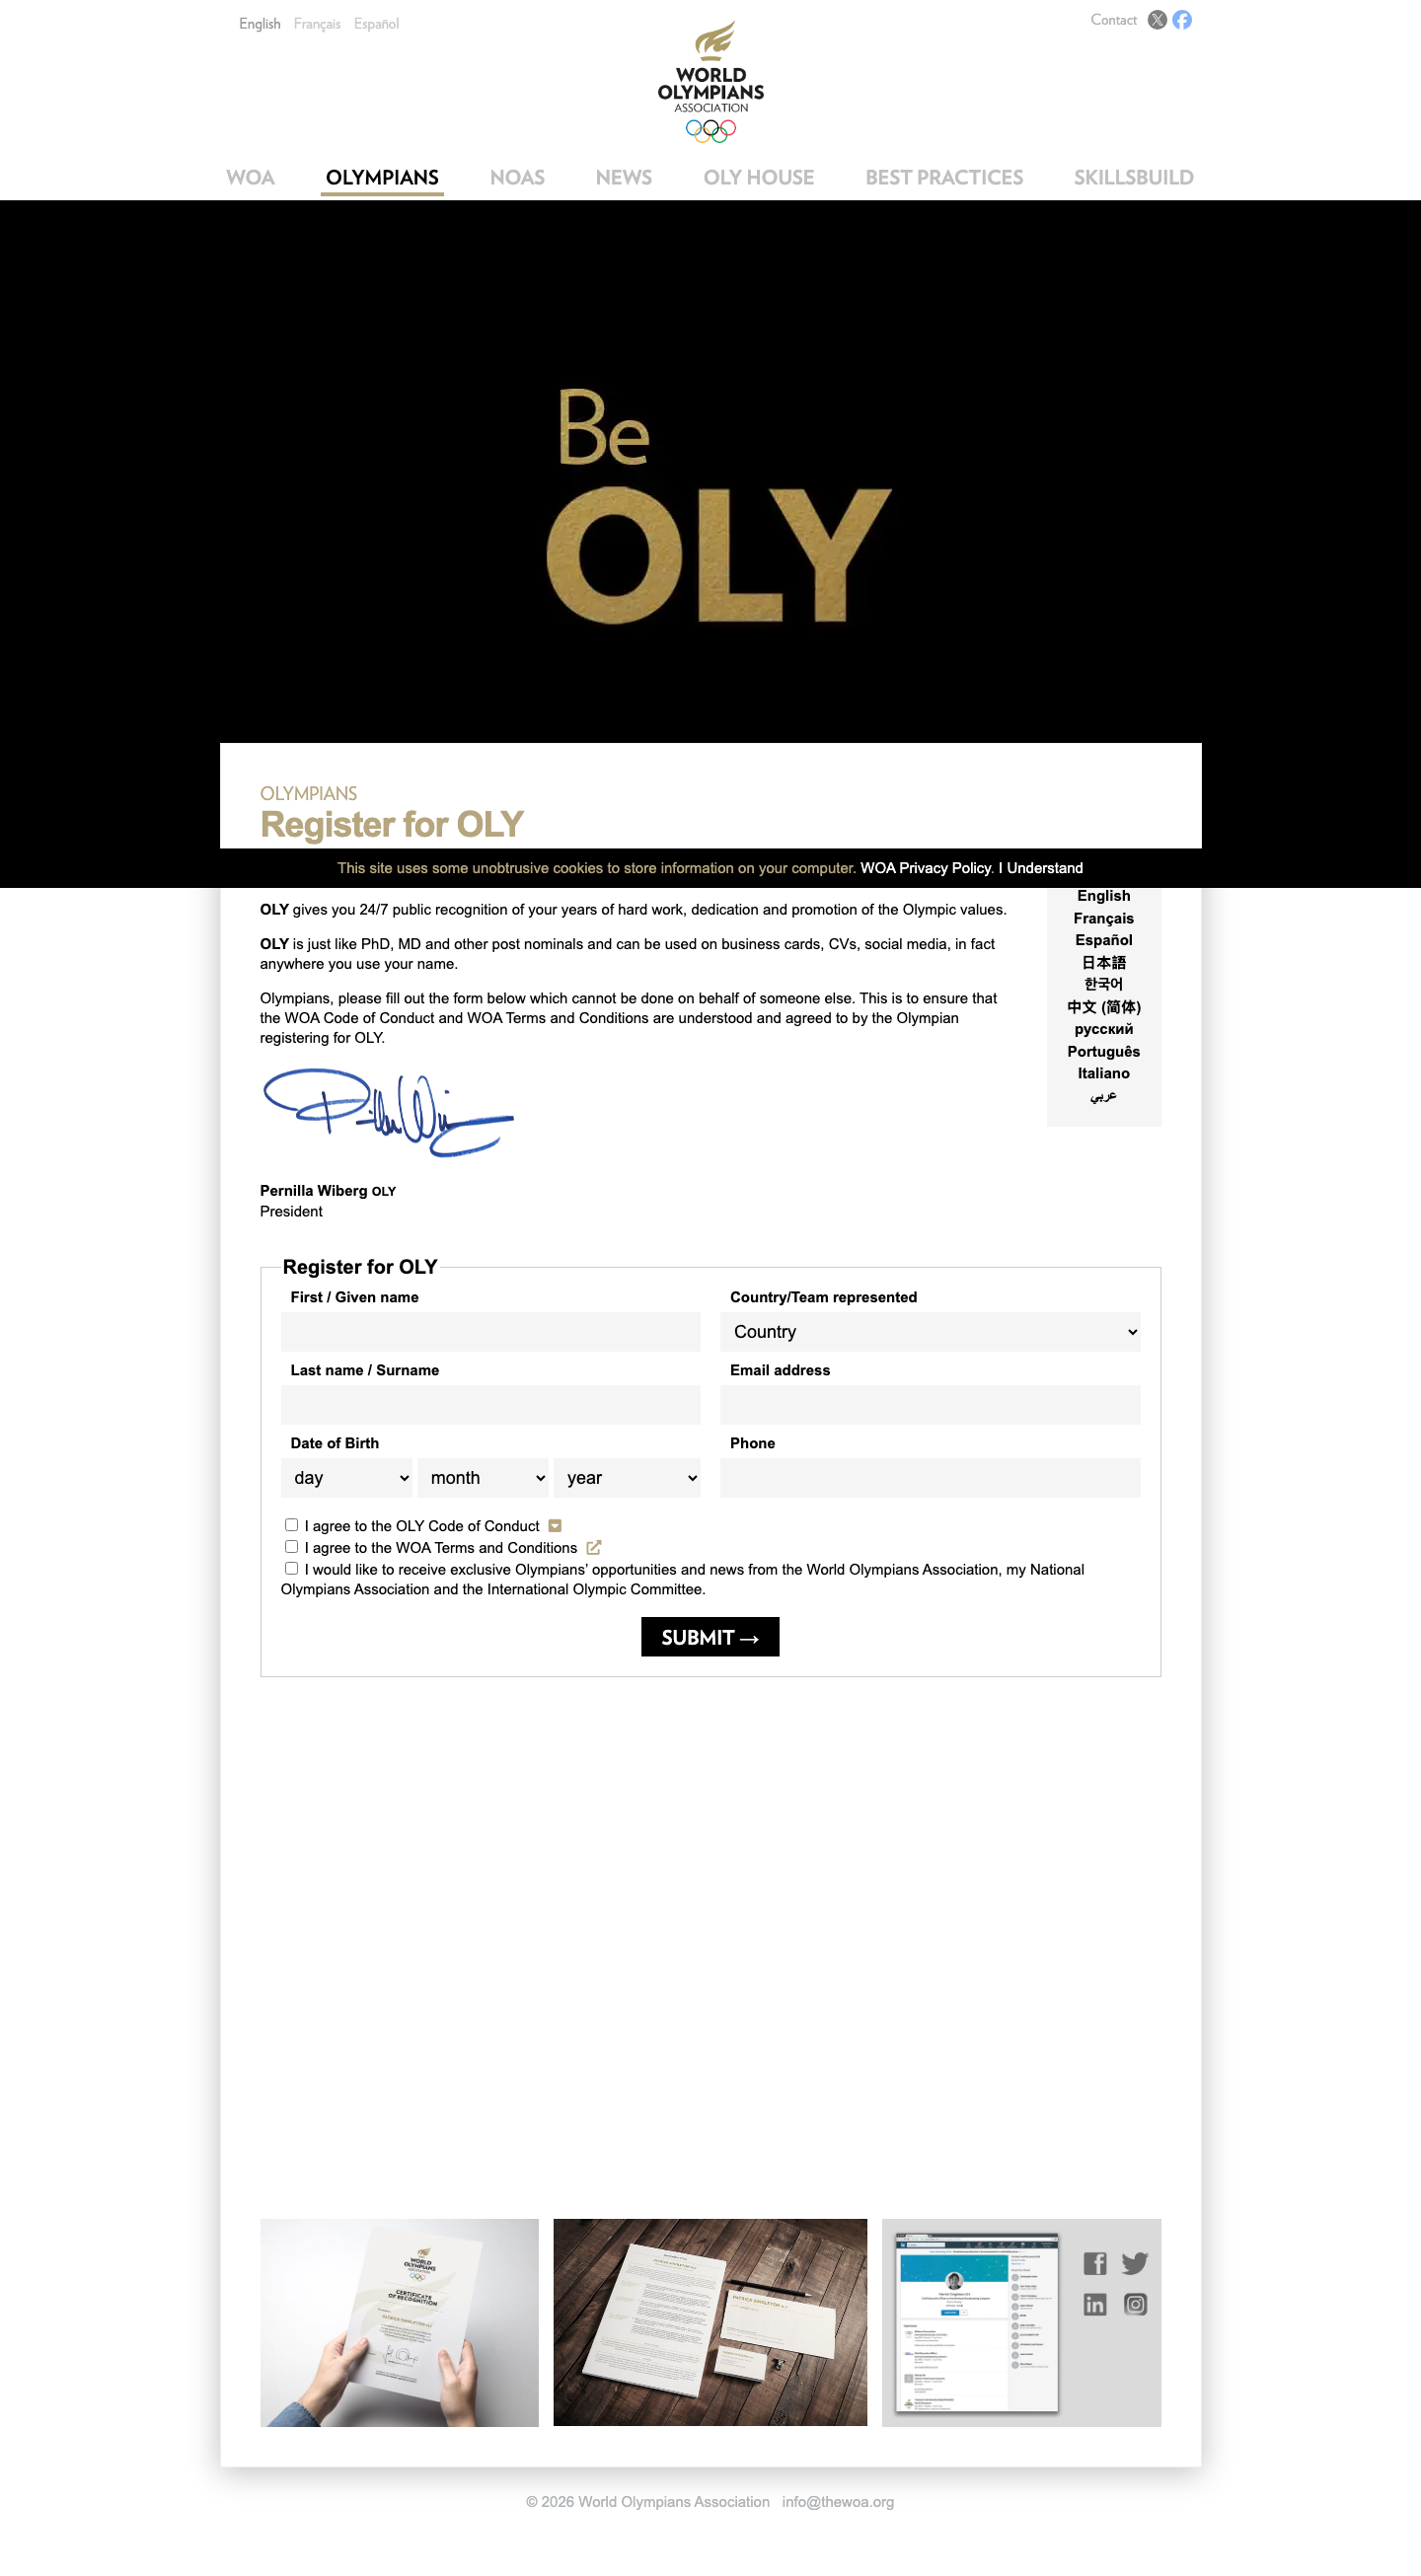 English Français Español
Contact
WORLD
OLYMPIANS
ASSOCIATION
WOA OLYMPIANS NOAS NEWS OLY HOUSE BEST PRACTICES SKILLSBUILD
Be
OLY
OLYMPIANS
Register for OLY
This site uses some unobtrusive cookies to store information on your computer. WOA Privacy Policy. I Understand
OLY gives you 24/7 public recognition of your years of hard work, dedication and promotion of the Olympic values.
OLY is just like PhD, MD and other post nominals and can be used on business cards, CVs, social media, in fact
anywhere you use your name.
Olympians, please fill out the form below which cannot be done on behalf of someone else. This is to ensure that
the WOA Code of Conduct and WOA Terms and Conditions are understood and agreed to by the Olympian
registering for OLY.
English
Français
Español
日本語
한국어
中文 (简体)
русский
Português
Italiano
عربي
Pernilla Wiberg OLY
President
Register for OLY
First / Given name
Country/Team represented
Country
Last name / Surname
Email address
Date of Birth
Phone
day month year
I agree to the OLY Code of Conduct
I agree to the WOA Terms and Conditions
I would like to receive exclusive Olympians’ opportunities and news from the World Olympians Association, my National
Olympians Association and the International Olympic Committee.
SUBMIT →
WORLD
OLYMPIANS
ASSOCIATION
CERTIFICATE
OF RECOGNITION
© 2026 World Olympians Association info@thewoa.org